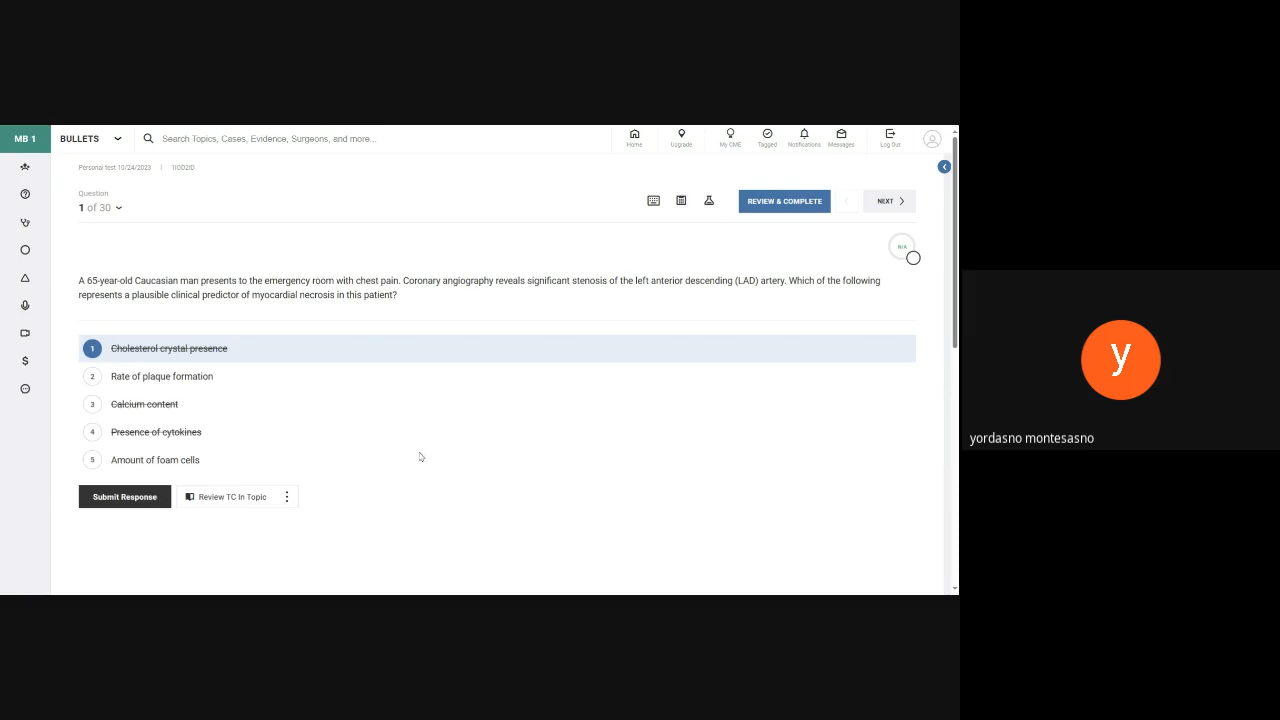 MB 1
BULLETS
Search Topics, Cases, Evidence, Surgeons, and more...
Home
Upgrade
My CME
Tagged
Notifications
Messages
Log Out
Personal test 10/24/2023 | 1IOD2ID
Question
1 of 30
REVIEW & COMPLETE
NEXT
N/A
A 65-year-old Caucasian man presents to the emergency room with chest pain. Coronary angiography reveals significant stenosis of the left anterior descending (LAD) artery. Which of the following
represents a plausible clinical predictor of myocardial necrosis in this patient?
1 Cholesterol crystal presence
2 Rate of plaque formation
3 Calcium content
4 Presence of cytokines
5 Amount of foam cells
Submit Response
Review TC In Topic
y
yordasno montesasno